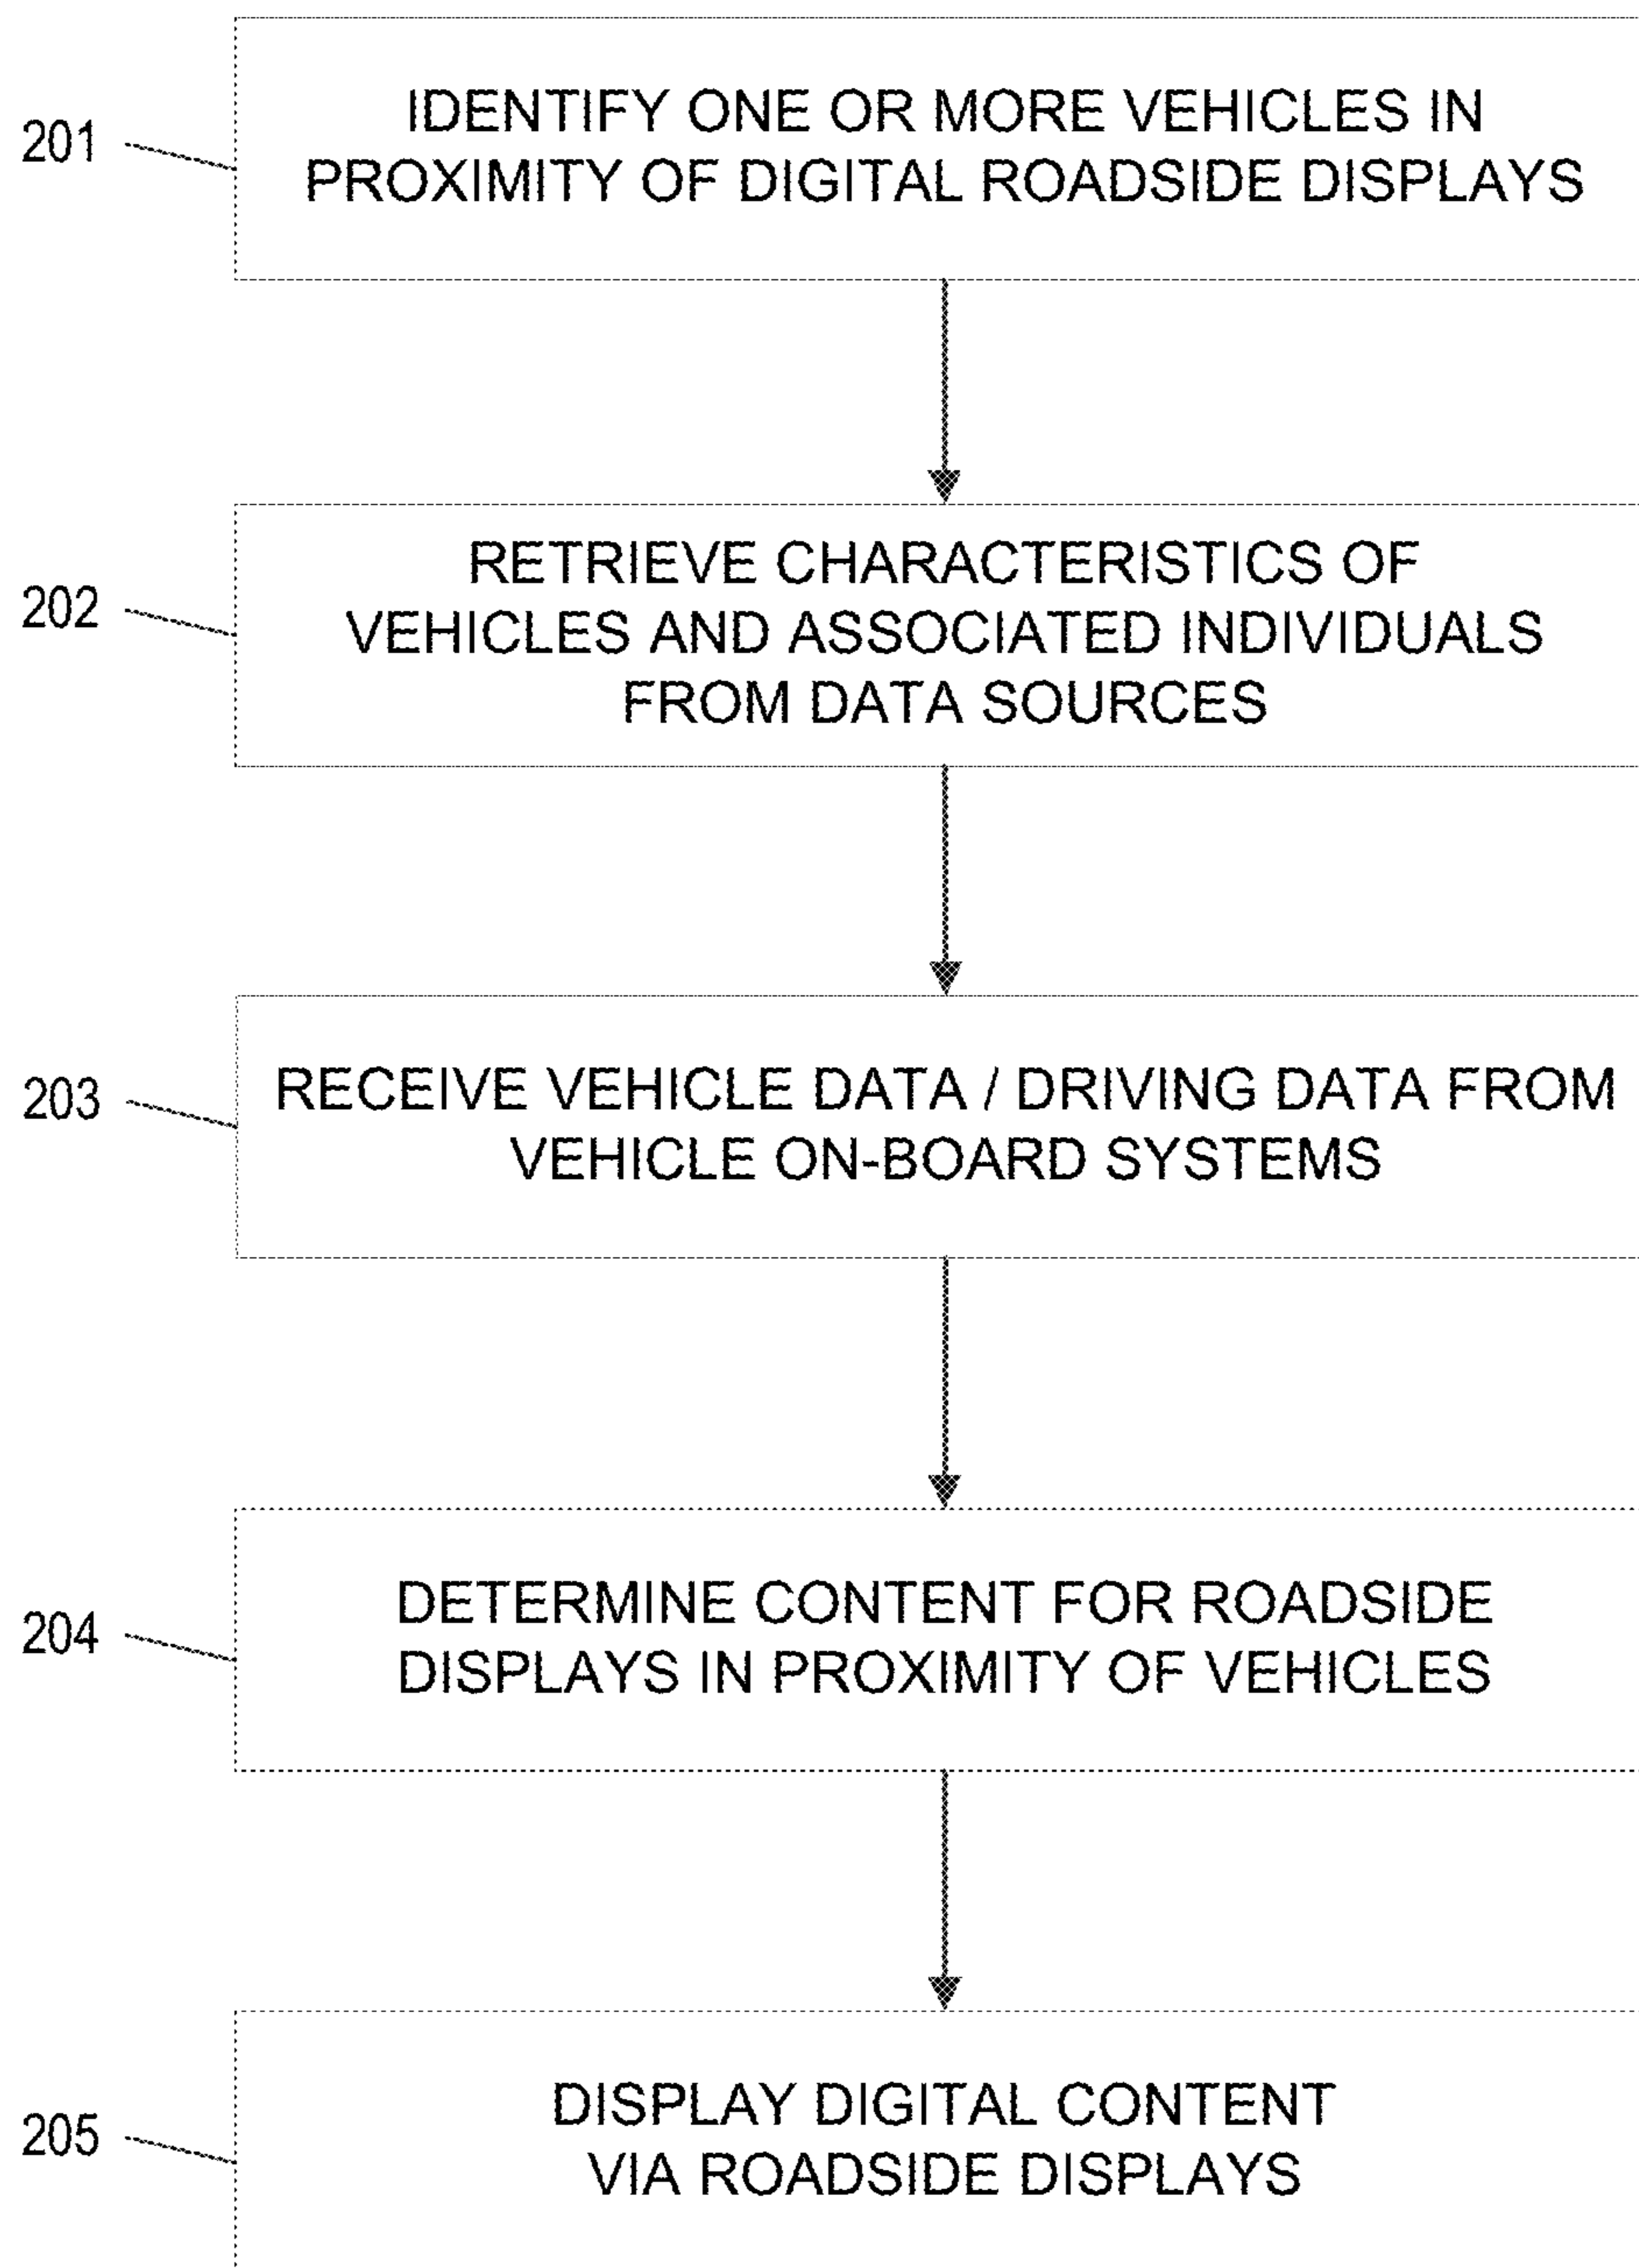 201
IDENTIFY ONE OR MORE VEHICLES IN
PROXIMITY OF DIGITAL ROADSIDE DISPLAYS
202
RETRIEVE CHARACTERISTICS OF
VEHICLES AND ASSOCIATED INDIVIDUALS
FROM DATA SOURCES
203
RECEIVE VEHICLE DATA / DRIVING DATA FROM
VEHICLE ON-BOARD SYSTEMS
204
DETERMINE CONTENT FOR ROADSIDE
DISPLAYS IN PROXIMITY OF VEHICLES
205
DISPLAY DIGITAL CONTENT
VIA ROADSIDE DISPLAYS